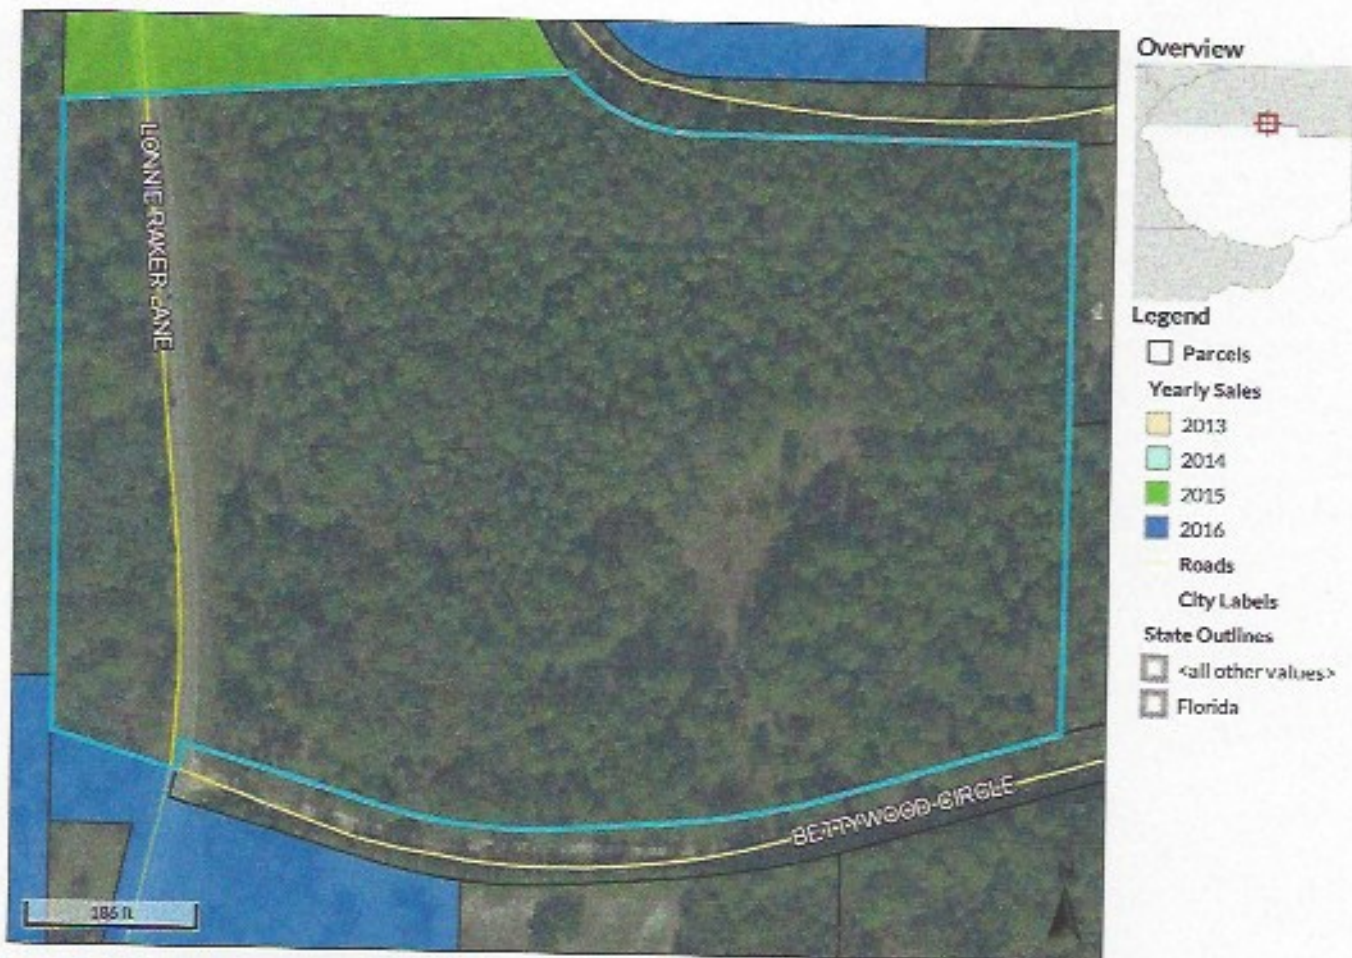 Overview
LONNIE RAKER LANE
Legend
Parcels
Yearly Sales
2013
2014
2015
2016
Roads
City Labels
State Outlines
<all other values>
Florida
BETTYWOOD CIRCLE
N
186 ft